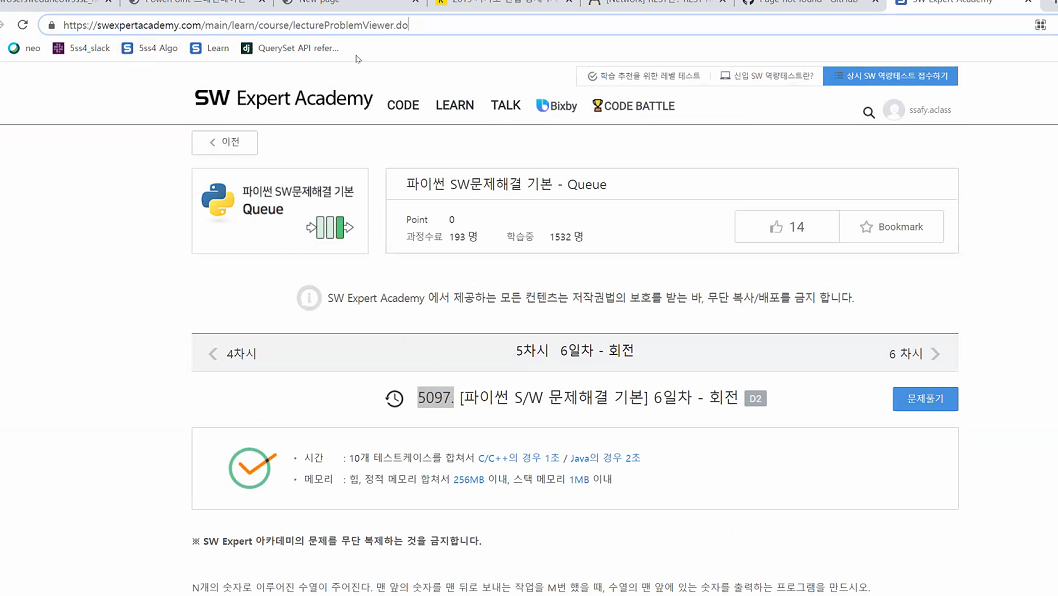 New page
https://swexpertacademy.com/main/learn/course/lectureProblemViewer.do
neo 5ss4_slack 5ss4 Algo Learn QuerySet API refer...
학습 추천을 위한 레벨 테스트 신입 SW 역량테스트란? 상시 SW 역량테스트 접수하기
SW Expert Academy CODE LEARN TALK Bixby CODE BATTLE
ssafy.aclass
이전
파이썬 SW문제해결 기본
Queue
파이썬 SW문제해결 기본 - Queue
Point 0
과정수료 193 명 학습중 1532 명
14 Bookmark
SW Expert Academy 에서 제공하는 모든 컨텐츠는 저작권법의 보호를 받는 바, 무단 복사/배포를 금지 합니다.
4차시 5차시 6일차 - 회전 6 차시
5097. [파이썬 S/W 문제해결 기본] 6일차 - 회전 D2 문제풀기
• 시간 : 10개 테스트케이스를 합쳐서 C/C++의 경우 1초 / Java의 경우 2초
• 메모리 : 힙, 정적 메모리 합쳐서 256MB 이내, 스택 메모리 1MB 이내
※ SW Expert 아카데미의 문제를 무단 복제하는 것을 금지합니다.
N개의 숫자로 이루어진 수열이 주어진다. 맨 앞의 숫자를 맨 뒤로 보내는 작업을 M번 했을 때, 수열의 맨 앞에 있는 숫자를 출력하는 프로그램을 만드시오.